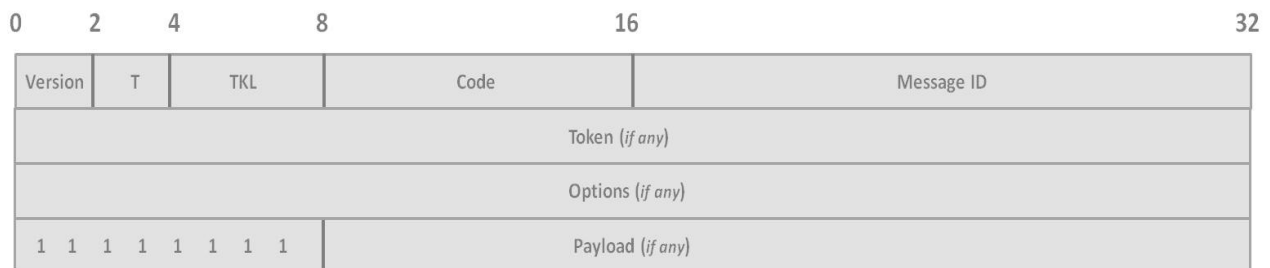 0 2 4 8 16 32
Version T TKL Code Message ID
Token (if any)
Options (if any)
1 1 1 1 1 1 1 1 Payload (if any)